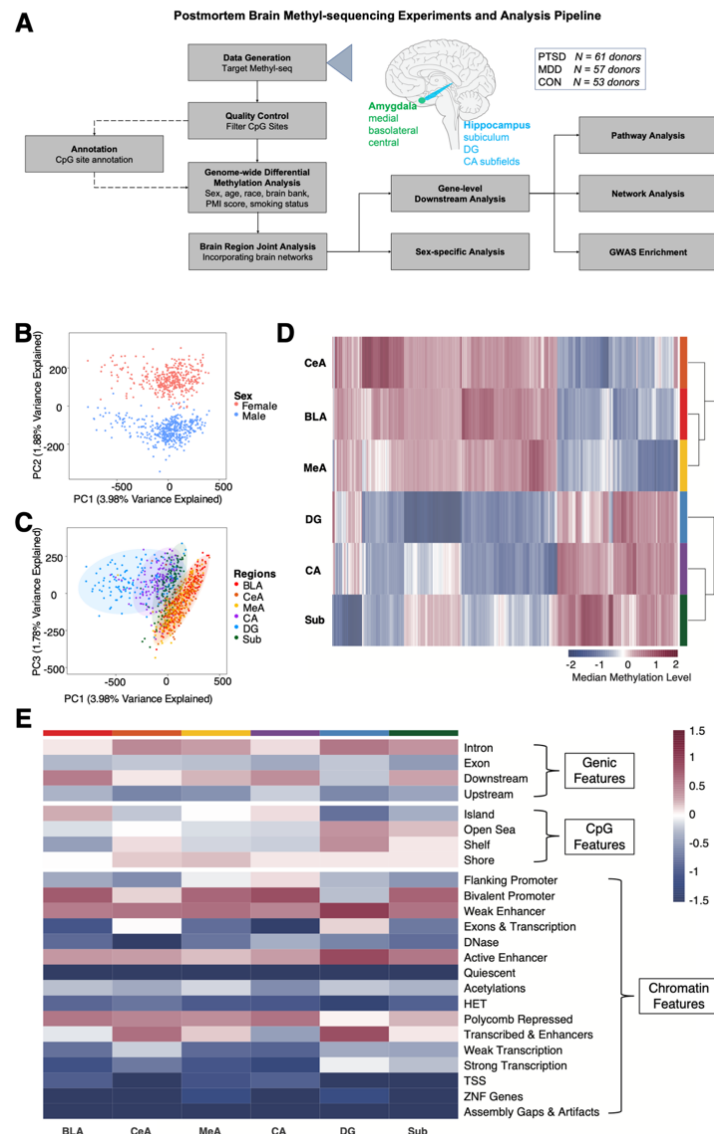 Postmortem Brain Methyl-sequencing Experiments and Analysis Pipeline
A
Data Generation
Target Methyl-seq
Quality Control
Filter CpG Sites
Annotation
CpG site annotation
Genome-wide Differential
Methylation Analysis
Sex, age, race, brain bank,
PMI score, smoking status
Brain Region Joint Analysis
Incorporating brain networks
Amygdala
medial
basolateral
central
Hippocampus
subiculum
DG
CA subfields
PTSD N = 61 donors
MDD N = 57 donors
CON N = 53 donors
Gene-level
Downstream Analysis
Sex-specific Analysis
Pathway Analysis
Network Analysis
GWAS Enrichment
B
PC2 (1.88% Variance Explained)
200
0
-200
-500
0
500
PC1 (3.98% Variance Explained)
Sex
Female
Male
C
PC3 (1.78% Variance Explained)
250
0
-250
-500
-500
0
500
PC1 (3.98% Variance Explained)
Regions
BLA
CeA
MeA
CA
DG
Sub
D
CeA
BLA
MeA
DG
CA
Sub
-2 -1 0 1 2
Median Methylation Level
E
Intron
Exon
Downstream
Upstream
Genic
Features
Island
Open Sea
Shelf
Shore
CpG
Features
Flanking Promoter
Bivalent Promoter
Weak Enhancer
Exons & Transcription
DNase
Active Enhancer
Quiescent
Acetylations
HET
Polycomb Repressed
Transcribed & Enhancers
Weak Transcription
Strong Transcription
TSS
ZNF Genes
Assembly Gaps & Artifacts
Chromatin
Features
1.5
1
0.5
0
-0.5
-1
-1.5
BLA CeA MeA CA DG Sub